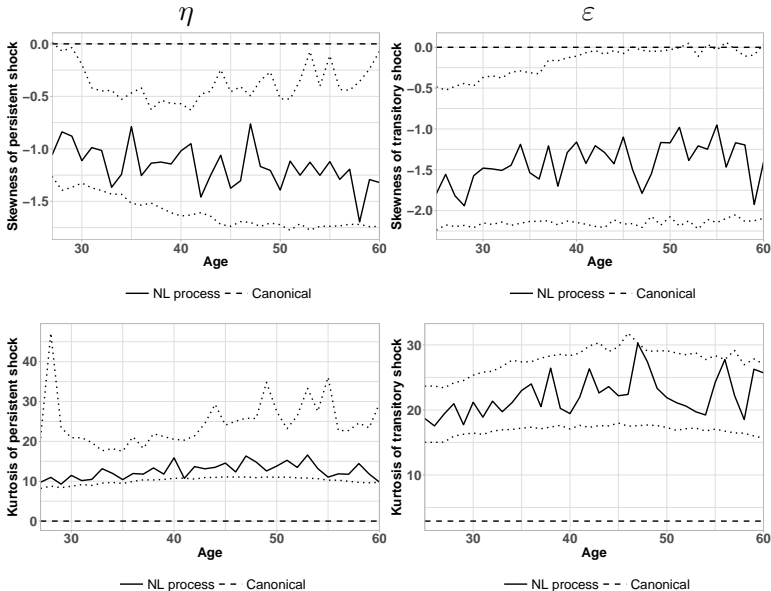 η ε
Skewness of persistent shock
0.0
−0.5
−1.0
−1.5
30 40 50 60
Age
NL process Canonical
Skewness of transitory shock
0.0
−0.5
−1.0
−1.5
−2.0
30 40 50 60
Age
NL process Canonical
Kurtosis of persistent shock
40
30
20
10
0
30 40 50 60
Age
NL process Canonical
Kurtosis of transitory shock
30
20
10
30 40 50 60
Age
NL process Canonical